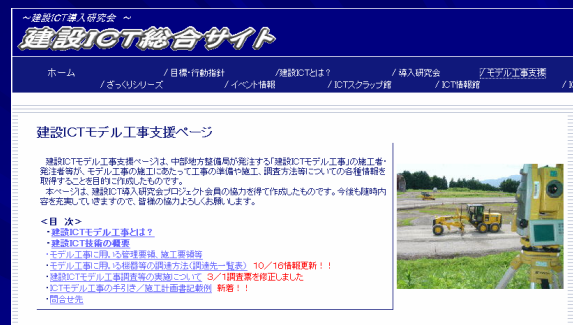 ～建設ICT導入研究会 ～
建設ICT総合サイト
ホーム / 目標・行動指針 /建設ICTとは？ / 導入研究会 /モデル工事支援
/ ざっくりシリーズ / イベント情報 / ICTスクラップ館 / ICT情報館
建設ICTモデル工事支援ページ
建設ICTモデル工事支援ページは、中部地方整備局が発注する「建設ICTモデル工事」の施工者・
発注者等が、モデル工事の施工にあたって工事の準備や施工、調査方法等についての各種情報を
取得することを目的に作成したものです。
本ページは、建設ICT導入研究会プロジェクト会員の協力を得て作成したものです。今後も随時内
容を充実していきますので、皆様の協力よろしくお願いします。
＜目 次＞
・建設ICTモデル工事とは？
・建設ICT技術の概要
・モデル工事に用いる管理要領、施工要領等
・モデル工事に用いる機器等の調達方法（調達先一覧表） 10／16情報更新！！
・建設ICTモデル工事調査等の実施について 3／1調査票を修正しました
・ICTモデル工事の手引き／施工計画書記載例 新着！！
・問合せ先